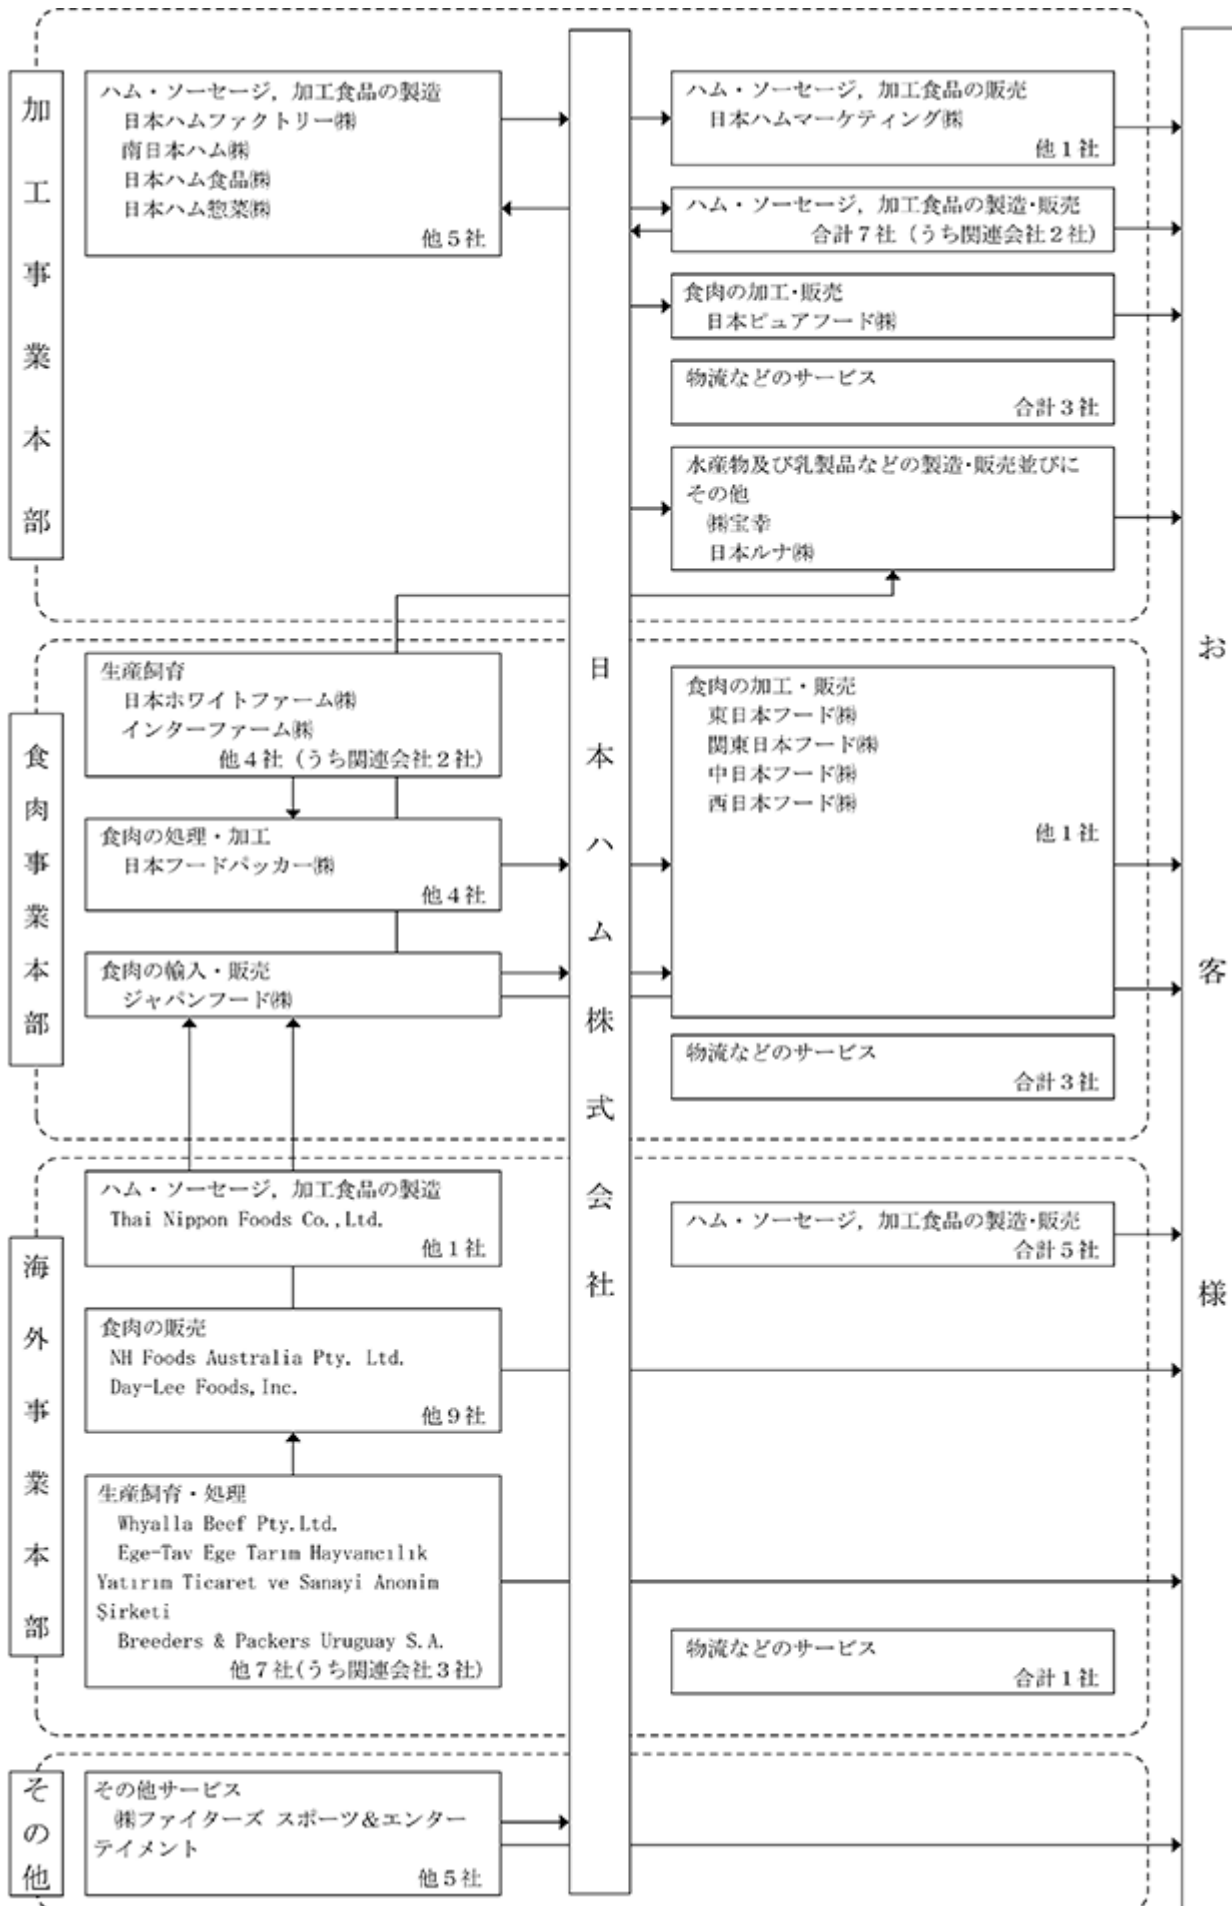 加工事業本部
ハム・ソーセージ，加工食品の製造
日本ハムファクトリー㈱
南日本ハム㈱
日本ハム食品㈱
日本ハム惣菜㈱
他５社
ハム・ソーセージ，加工食品の販売
日本ハムマーケティング㈱
他１社
ハム・ソーセージ，加工食品の製造・販売
合計７社（うち関連会社２社）
食肉の加工・販売
日本ピュアフード㈱
物流などのサービス
合計３社
水産物及び乳製品などの製造・販売並びに
その他
㈱宝幸
日本ルナ㈱
食肉事業本部
生産飼育
日本ホワイトファーム㈱
インターファーム㈱
他４社（うち関連会社２社）
食肉の処理・加工
日本フードパッカー㈱
他４社
食肉の輸入・販売
ジャパンフード㈱
食肉の加工・販売
東日本フード㈱
関東日本フード㈱
中日本フード㈱
西日本フード㈱
他１社
物流などのサービス
合計３社
海外事業本部
ハム・ソーセージ，加工食品の製造
Thai Nippon Foods Co.,Ltd.
他１社
食肉の販売
NH Foods Australia Pty. Ltd.
Day-Lee Foods,Inc.
他９社
生産飼育・処理
Whyalla Beef Pty.Ltd.
Ege-Tav Ege Tarım Hayvancılık
Yatırım Ticaret ve Sanayi Anonim
Şirketi
Breeders & Packers Uruguay S.A.
他７社(うち関連会社３社)
ハム・ソーセージ，加工食品の製造・販売
合計５社
物流などのサービス
合計１社
その他
その他サービス
㈱ファイターズ スポーツ＆エンター
テイメント
他５社
日本ハム株式会社
お客様